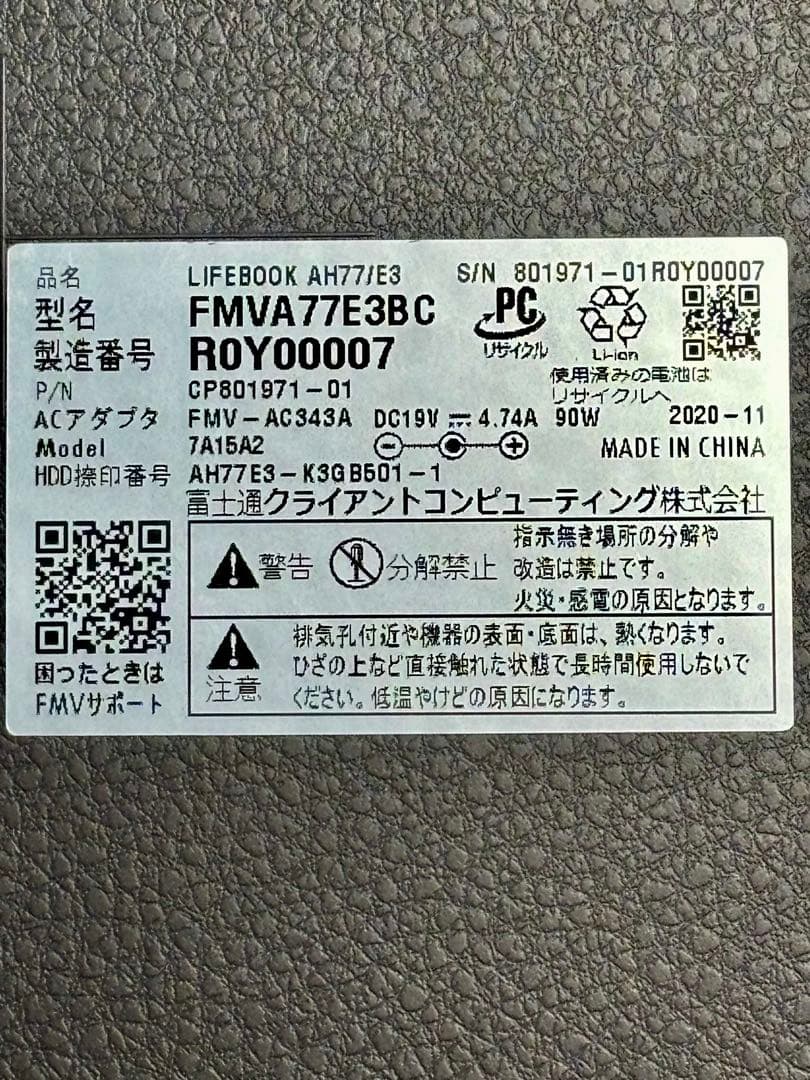 品名 LIFEBOOK AH77/E3 S/N 801971-01R0Y00007
型名 FMVA77E3BC
PC
リサイクル
Li-ion
製造番号 R0Y00007
使用済みの電池は
リサイクルへ
P/N CP801971-01
ACアダプタ FMV-AC343A DC19V 4.74A 90W 2020-11
Model 7A15A2 MADE IN CHINA
HDD捺印番号 AH77E3-K3GB501-1
富士通クライアントコンピューティング株式会社
警告 分解禁止
指示無き場所の分解や
改造は禁止です。
火災・感電の原因となります。
注意
排気孔付近や機器の表面・底面は、熱くなります。
ひざの上など直接触れた状態で長時間使用しないで
ください。低温やけどの原因になります。
困ったときは
FMVサポート